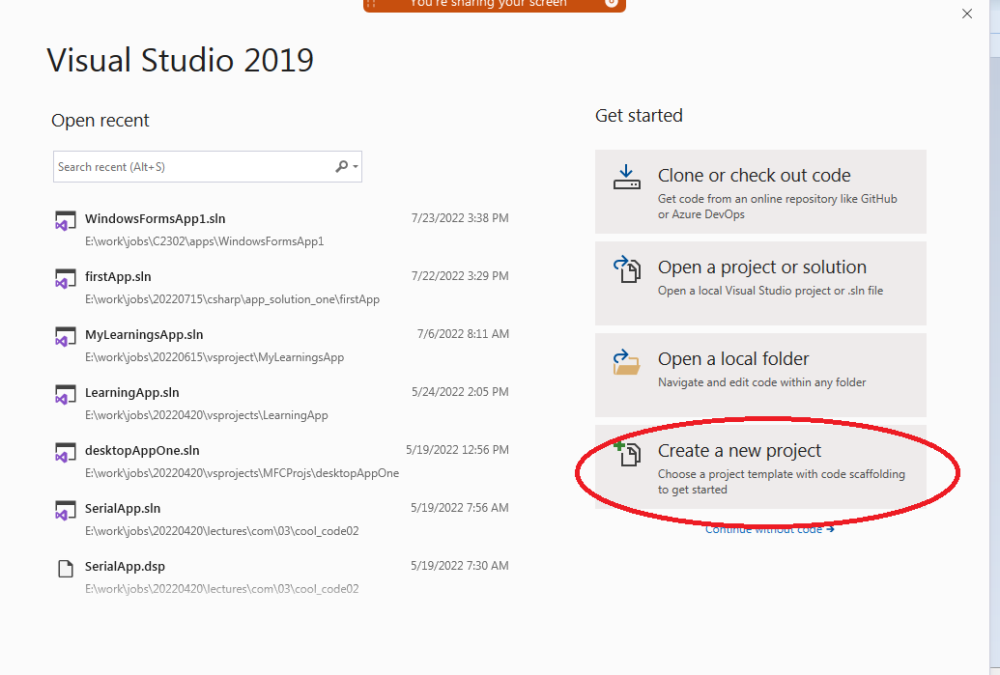 You're sharing your screen
Visual Studio 2019
Open recent
Search recent (Alt+S)
WindowsFormsApp1.sln 7/23/2022 3:38 PM
E:\work\jobs\C2302\apps\WindowsFormsApp1
firstApp.sln 7/22/2022 3:29 PM
E:\work\jobs\20220715\csharp\app_solution_one\firstApp
MyLearningsApp.sln 7/6/2022 8:11 AM
E:\work\jobs\20220615\vsproject\MyLearningsApp
LearningApp.sln 5/24/2022 2:05 PM
E:\work\jobs\20220420\vsprojects\LearningApp
desktopAppOne.sln 5/19/2022 12:56 PM
E:\work\jobs\20220420\vsprojects\MFCProjs\desktopAppOne
SerialApp.sln 5/19/2022 7:56 AM
E:\work\jobs\20220420\lectures\com\03\cool_code02
SerialApp.dsp 5/19/2022 7:30 AM
E:\work\jobs\20220420\lectures\com\03\cool_code02
Get started
Clone or check out code
Get code from an online repository like GitHub
or Azure DevOps
Open a project or solution
Open a local Visual Studio project or .sln file
Open a local folder
Navigate and edit code within any folder
Create a new project
Choose a project template with code scaffolding
to get started
Continue without code →